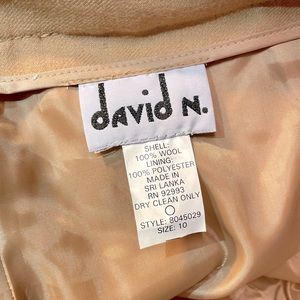 david N.
SHELL:
100% WOOL
LINING:
100% POLYESTER
MADE IN
SRI LANKA
RN 92993
DRY CLEAN ONLY
STYLE: 8045029
SIZE: 10